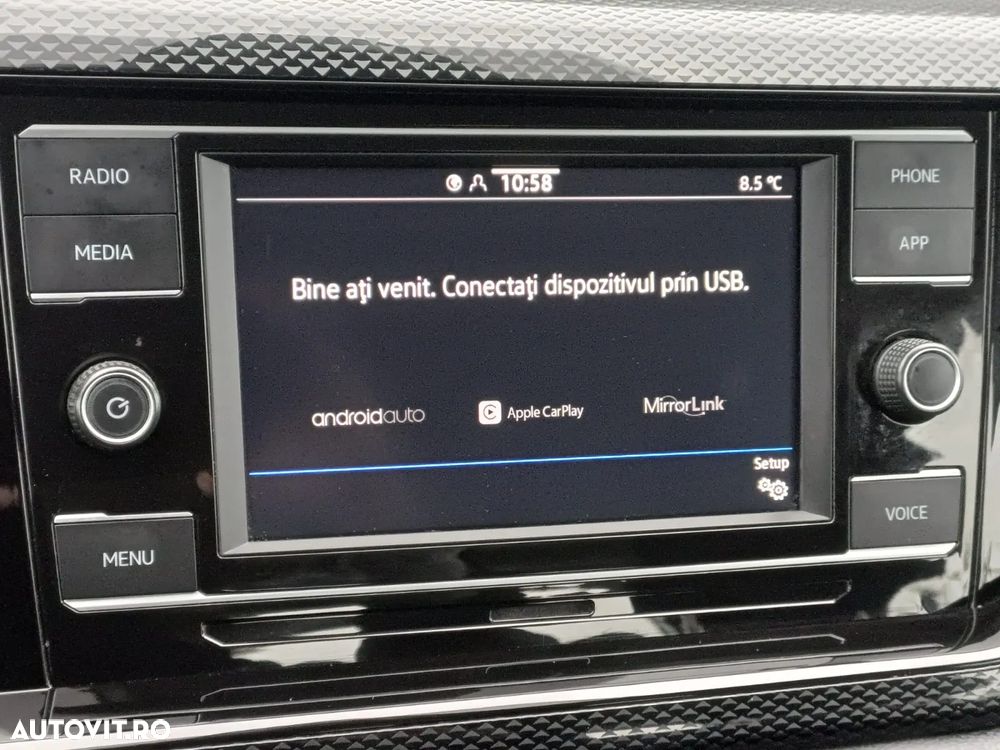 RADIO
MEDIA
MENU
10:58
8.5 °C
Bine aţi venit. Conectaţi dispozitivul prin USB.
androidauto
Apple CarPlay
MirrorLink
Setup
PHONE
APP
VOICE
AUTOVIT.RO